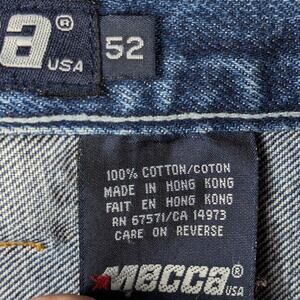 a® USA 52
100% COTTON/COTON
MADE IN HONG KONG
FAIT EN HONG KONG
RN 67571/CA 14973
CARE ON REVERSE
MECCA® USA